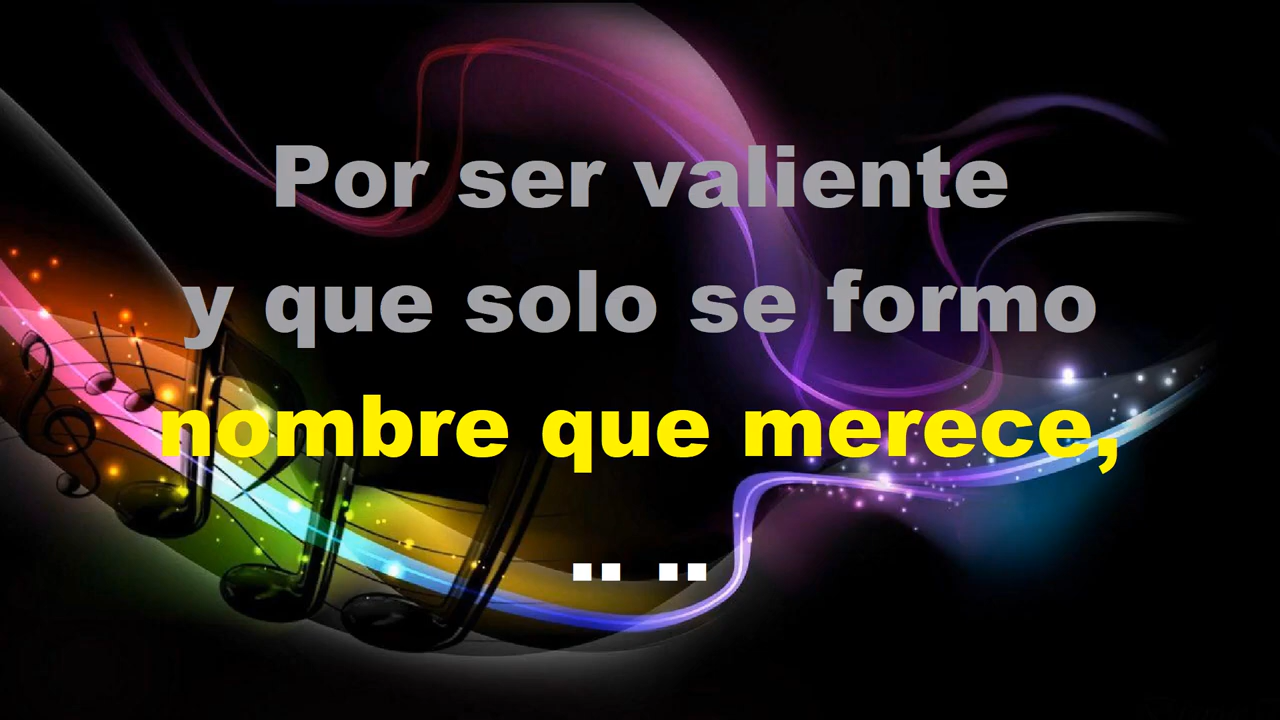 Por ser valiente
y que solo se formo
nombre que merece,
.. ..